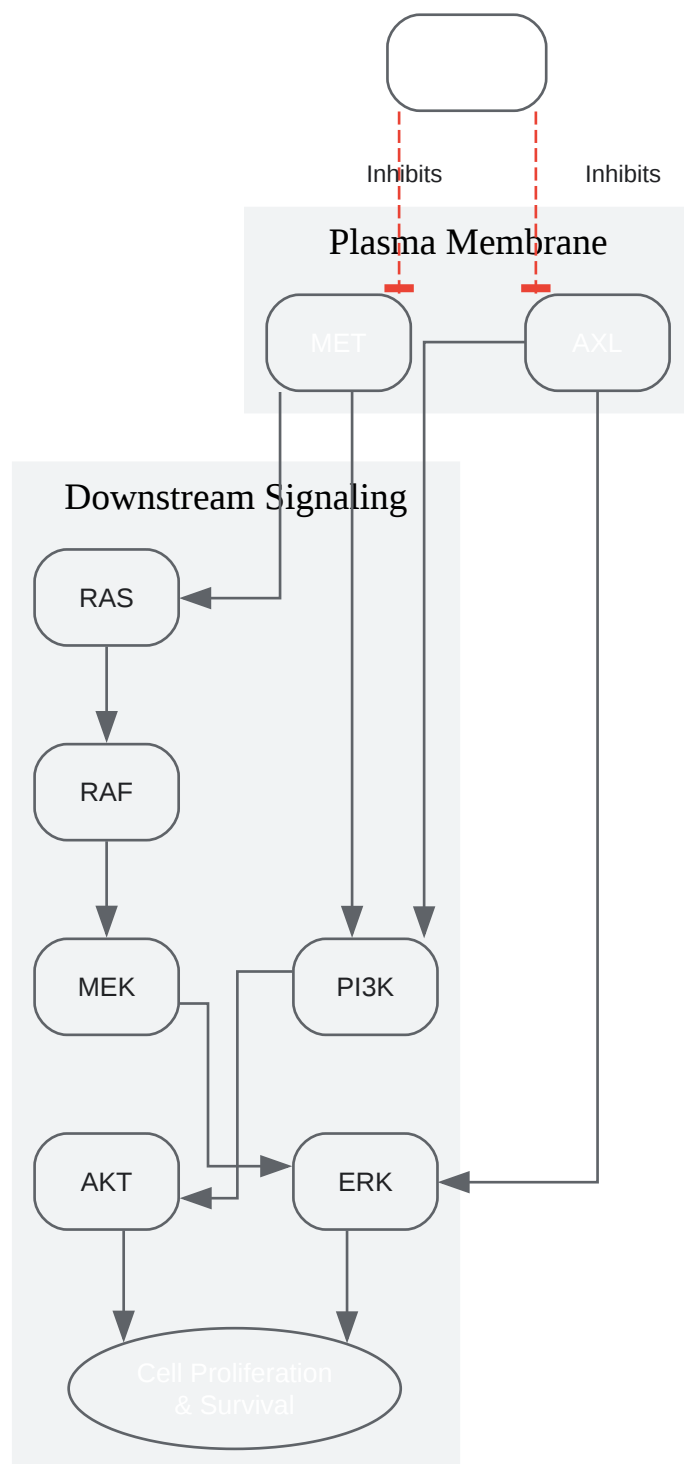 Inhibits
Inhibits
Plasma Membrane
MET
AXL
Downstream Signaling
RAS
RAF
MEK
PI3K
AKT
ERK
Cell Proliferation
& Survival